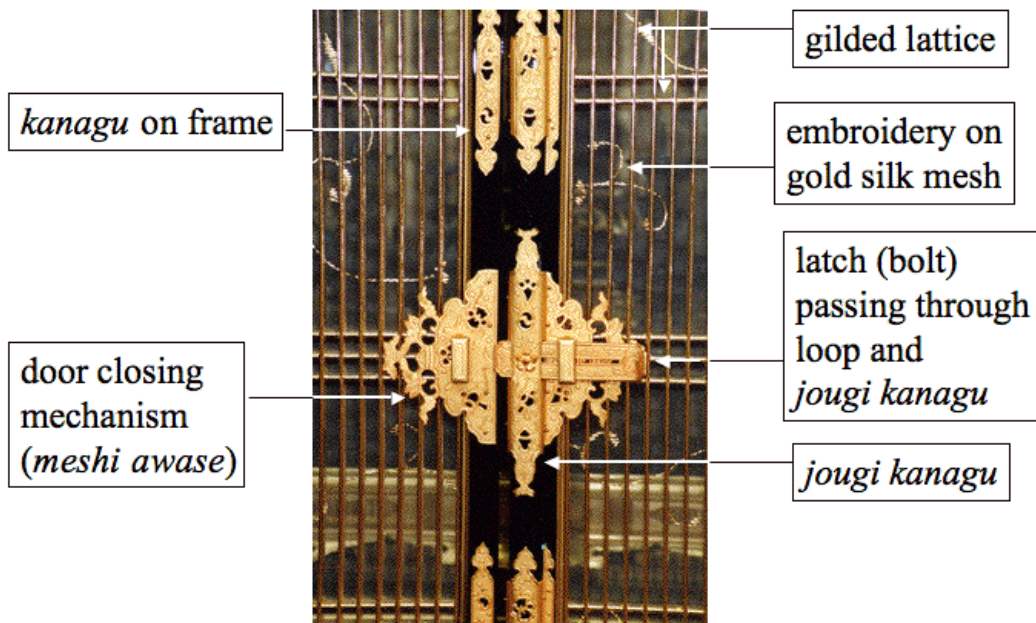 gilded lattice
kanagu on frame
embroidery on
gold silk mesh
latch (bolt)
passing through
loop and
jougi kanagu
door closing
mechanism
(meshi awase)
jougi kanagu